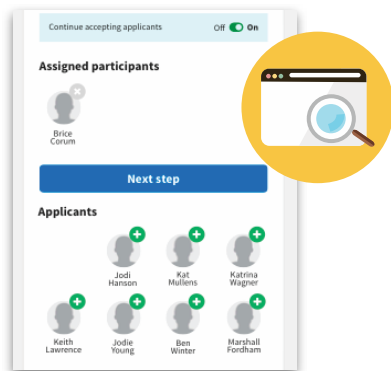 Continue accepting applicants Off On
Assigned participants
Brice
Corum
Next step
Applicants
Jodi
Hanson
Kat
Mullens
Katrina
Wagner
Keith
Lawrence
Jodie
Young
Ben
Winter
Marshall
Fordham